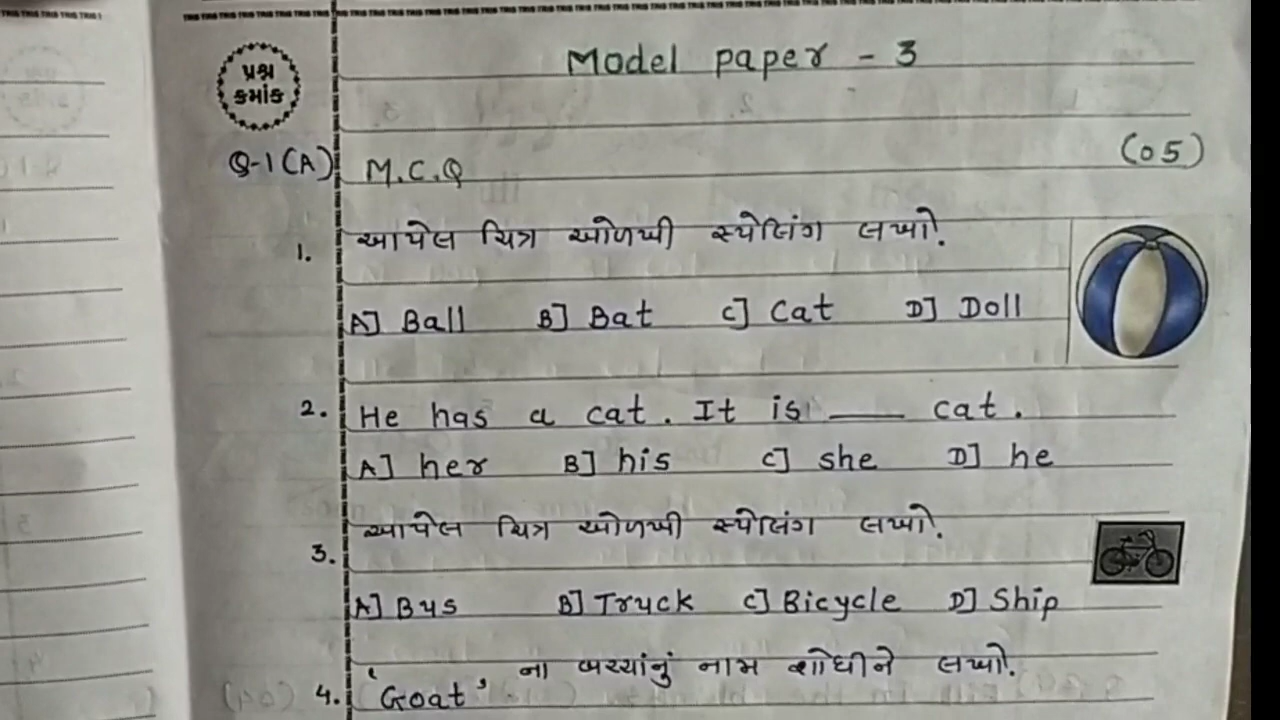 પ્રશ્ન
ક્રમાંક
Model paper - 3
Q-1(A) M.C.Q (05)
1. આપેલ ચિત્ર ઓળખી સ્પેલિંગ લખો.
A] Ball B] Bat C] Cat D] Doll
2. He has a cat. It is ___ cat.
A] her B] his C] she D] he
3. આપેલ ચિત્ર ઓળખી સ્પેલિંગ લખો.
A] Bus B] Truck C] Bicycle D] Ship
4. 'Goat' ના બચ્ચાંનું નામ શોધીને લખો.